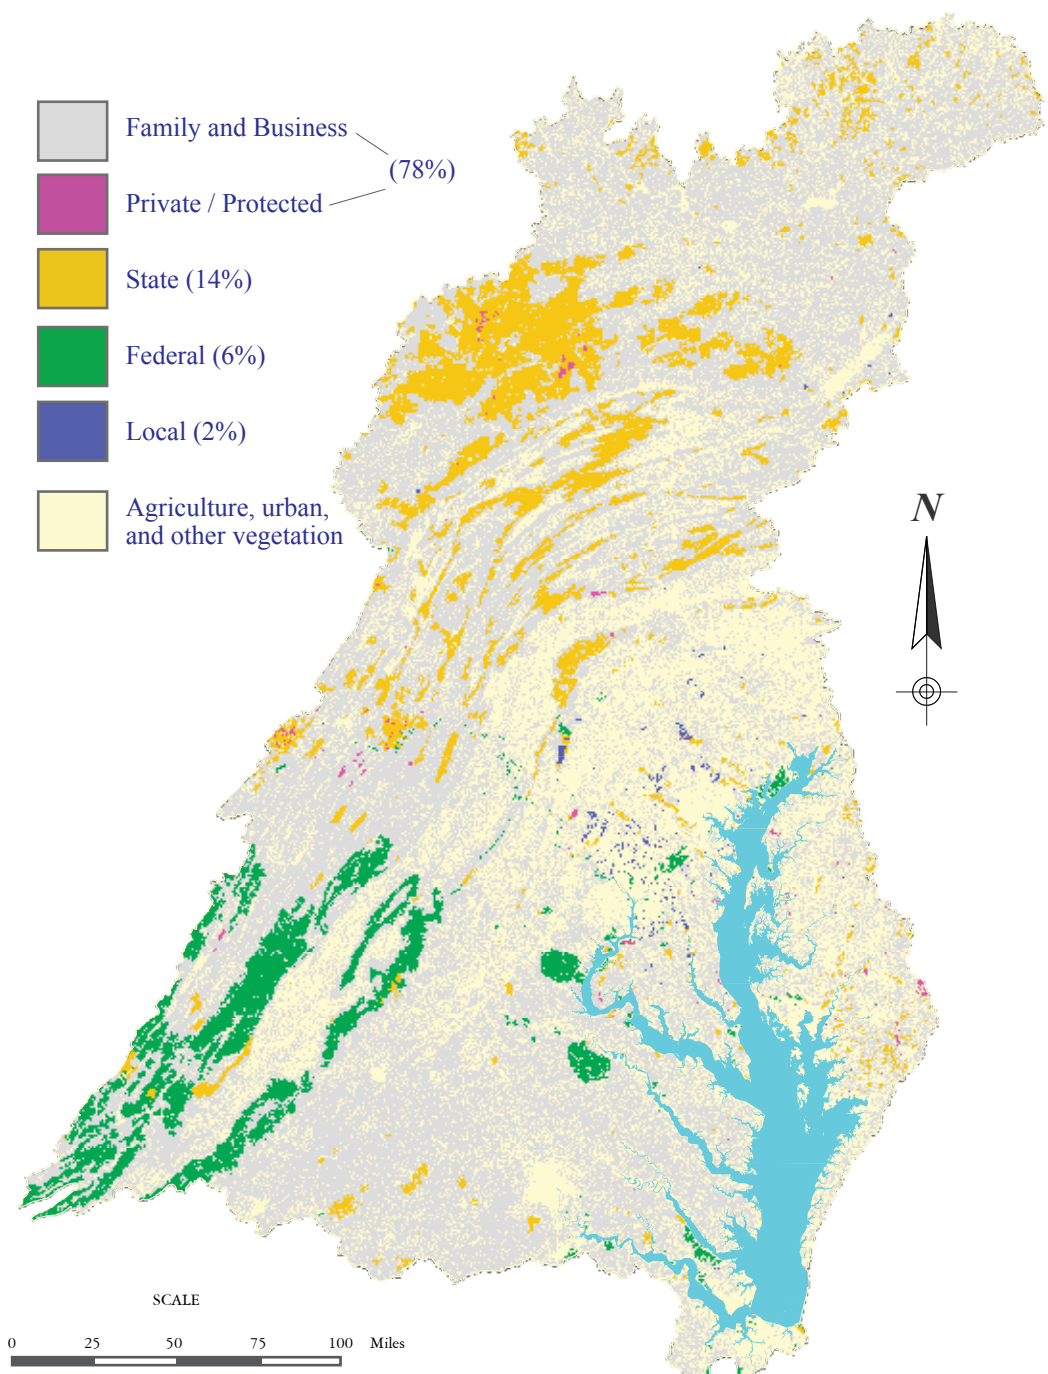 Family and Business
(78%)
Private / Protected
State (14%)
Federal (6%)
Local (2%)
Agriculture, urban,
and other vegetation
N
SCALE
0 25 50 75 100 Miles